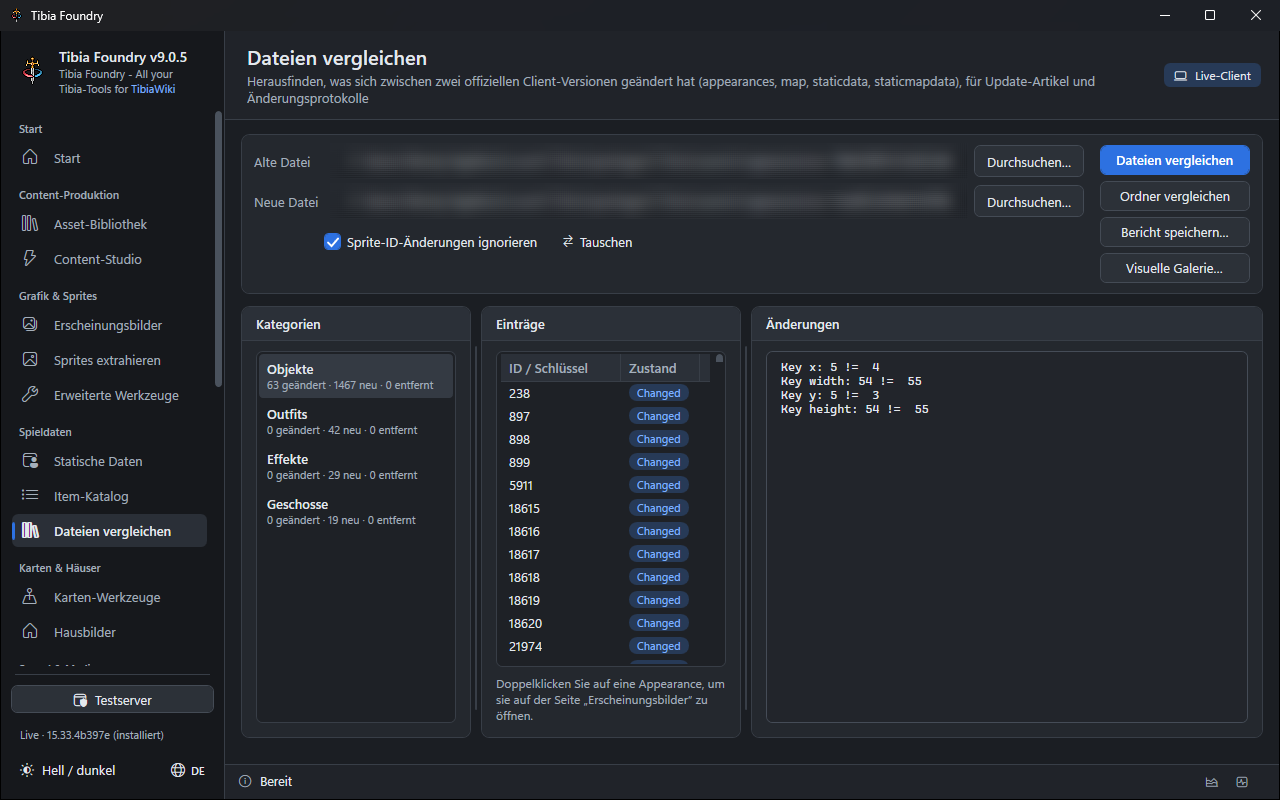 Tibia Foundry
Tibia Foundry v9.0.5
Tibia Foundry - All your
Tibia-Tools for TibiaWiki
Start
Start
Content-Produktion
Asset-Bibliothek
Content-Studio
Grafik & Sprites
Erscheinungsbilder
Sprites extrahieren
Erweiterte Werkzeuge
Spieldaten
Statische Daten
Item-Katalog
Dateien vergleichen
Karten & Häuser
Karten-Werkzeuge
Hausbilder
Testserver
Live · 15.33.4b397e (installiert)
Hell / dunkel
DE
Dateien vergleichen
Herausfinden, was sich zwischen zwei offiziellen Client-Versionen geändert hat (appearances, map, staticdata, staticmapdata), für Update-Artikel und
Änderungsprotokolle
Live-Client
Alte Datei
Durchsuchen...
Neue Datei
Durchsuchen...
Sprite-ID-Änderungen ignorieren
Tauschen
Dateien vergleichen
Ordner vergleichen
Bericht speichern...
Visuelle Galerie...
Kategorien
Objekte
63 geändert · 1467 neu · 0 entfernt
Outfits
0 geändert · 42 neu · 0 entfernt
Effekte
0 geändert · 29 neu · 0 entfernt
Geschosse
0 geändert · 19 neu · 0 entfernt
Einträge
ID / Schlüssel Zustand
238 Changed
897 Changed
898 Changed
899 Changed
5911 Changed
18615 Changed
18616 Changed
18617 Changed
18618 Changed
18619 Changed
18620 Changed
21974 Changed
Doppelklicken Sie auf eine Appearance, um
sie auf der Seite „Erscheinungsbilder“ zu
öffnen.
Änderungen
Key x: 5 !=  4
Key width: 54 !=  55
Key y: 5 !=  3
Key height: 54 !=  55
Bereit